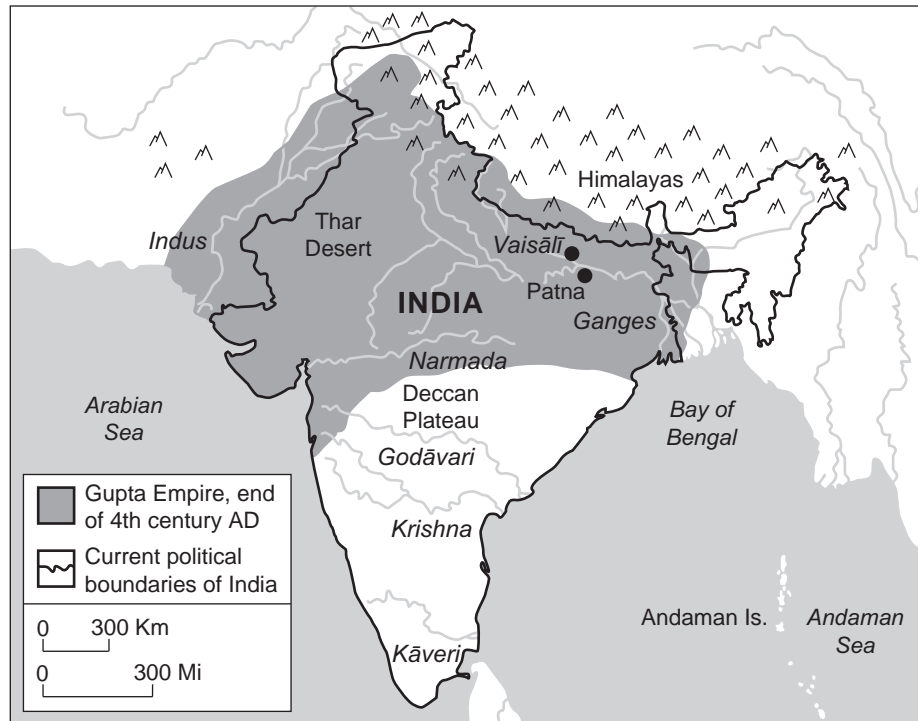 Himalayas
Thar
Desert
Indus
Vaisālī
Patna
INDIA
Ganges
Narmada
Deccan
Plateau
Arabian
Sea
Bay of
Bengal
Godāvari
Krishna
Kāveri
Andaman Is.
Andaman
Sea
Gupta Empire, end
of 4th century AD
Current political
boundaries of India
0 300 Km
0 300 Mi